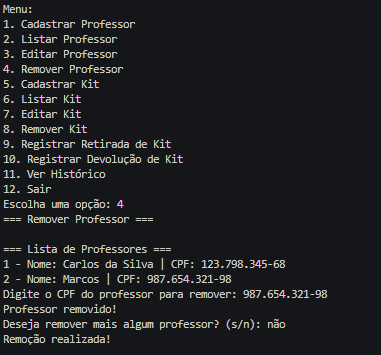 Menu:
1. Cadastrar Professor
2. Listar Professor
3. Editar Professor
4. Remover Professor
5. Cadastrar Kit
6. Listar Kit
7. Editar Kit
8. Remover Kit
9. Registrar Retirada de Kit
10. Registrar Devolução de Kit
11. Ver Histórico
12. Sair
Escolha uma opção: 4
=== Remover Professor ===
=== Lista de Professores ===
1 - Nome: Carlos da Silva | CPF: 123.798.345-68
2 - Nome: Marcos | CPF: 987.654.321-98
Digite o CPF do professor para remover: 987.654.321-98
Professor removido!
Deseja remover mais algum professor? (s/n): não
Remoção realizada!